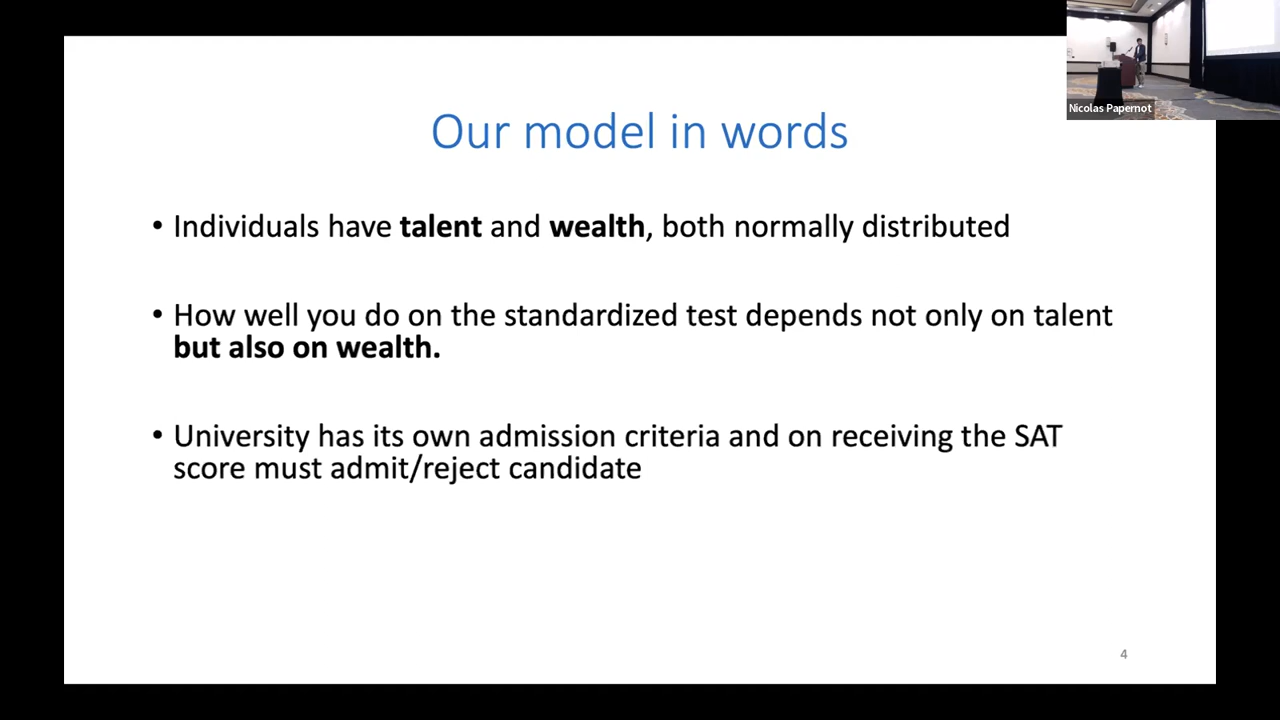 Nicolas Papernot
Our model in words
• Individuals have talent and wealth, both normally distributed
• How well you do on the standardized test depends not only on talent
but also on wealth.
• University has its own admission criteria and on receiving the SAT
score must admit/reject candidate
4